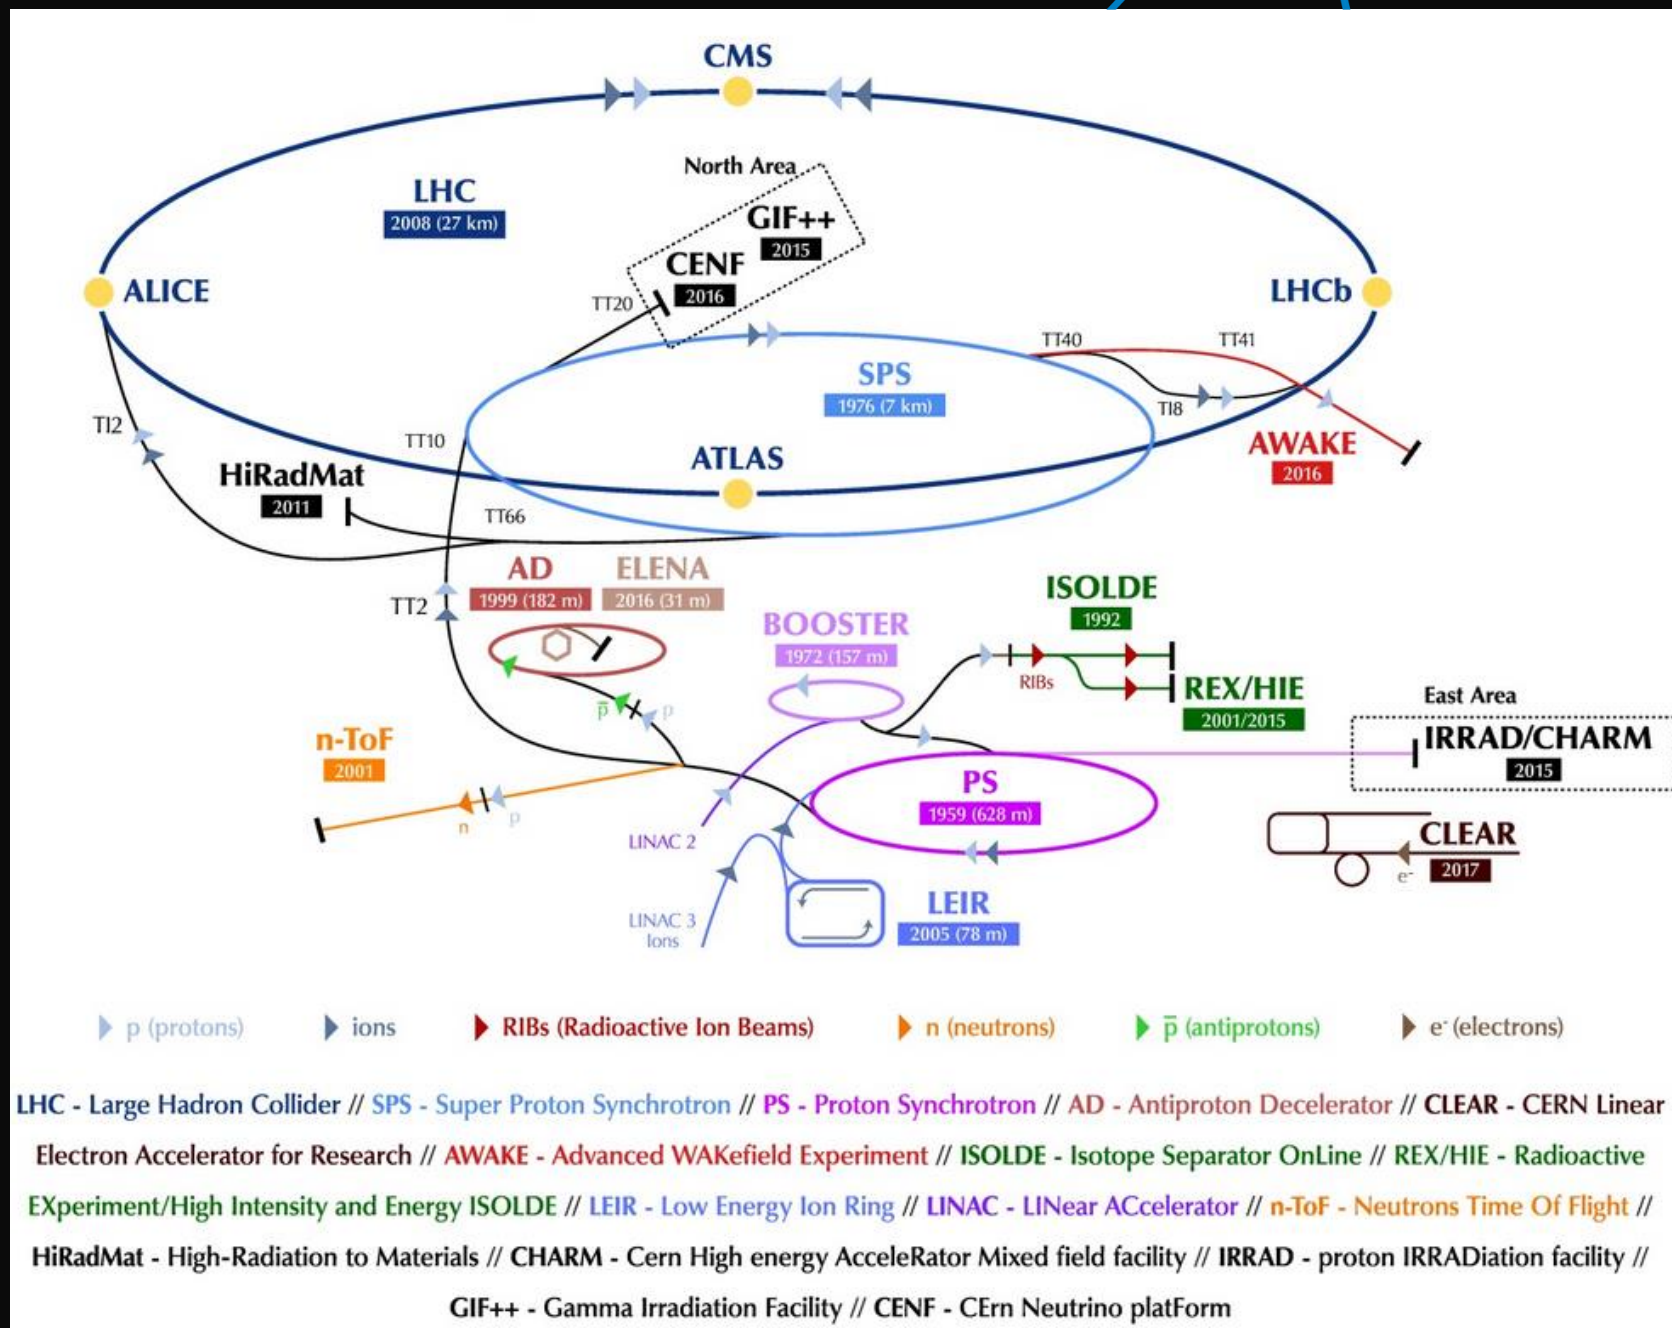 CMS
North Area
LHC
2008 (27 km)
GIF++
2015
CENF
2016
ALICE
LHCb
TT20
TT40
TT41
SPS
1976 (7 km)
TI8
TI2
TT10
ATLAS
AWAKE
2016
HiRadMat
2011
TT66
AD
1999 (182 m)
ELENA
2016 (31 m)
TT2
ISOLDE
1992
BOOSTER
1972 (157 m)
RIBs
REX/HIE
2001/2015
East Area
p̅
p
n-ToF
2001
IRRAD/CHARM
2015
PS
1959 (628 m)
n
p
LINAC 2
CLEAR
2017
e-
LEIR
2005 (78 m)
LINAC 3
Ions
p (protons)
ions
RIBs (Radioactive Ion Beams)
n (neutrons)
p̅ (antiprotons)
e- (electrons)
LHC - Large Hadron Collider // SPS - Super Proton Synchrotron // PS - Proton Synchrotron // AD - Antiproton Decelerator // CLEAR - CERN Linear
Electron Accelerator for Research // AWAKE - Advanced WAKefield Experiment // ISOLDE - Isotope Separator OnLine // REX/HIE - Radioactive
EXperiment/High Intensity and Energy ISOLDE // LEIR - Low Energy Ion Ring // LINAC - LINear ACcelerator // n-ToF - Neutrons Time Of Flight //
HiRadMat - High-Radiation to Materials // CHARM - Cern High energy AcceleRator Mixed field facility // IRRAD - proton IRRADiation facility //
GIF++ - Gamma Irradiation Facility // CENF - CErn Neutrino platForm